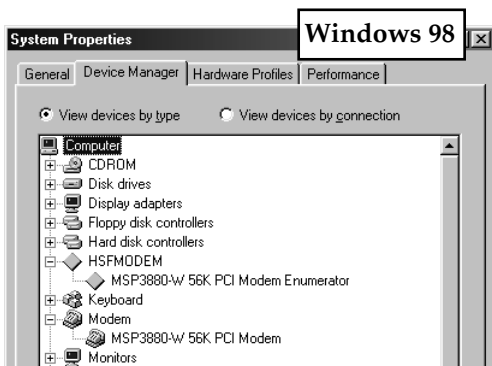 Windows 98
System Properties
General Device Manager Hardware Profiles Performance
View devices by type View devices by connection
Computer
CDROM
Disk drives
Display adapters
Floppy disk controllers
Hard disk controllers
HSFMODEM
MSP3880-W 56K PCI Modem Enumerator
Keyboard
Modem
MSP3880-W 56K PCI Modem
Monitors